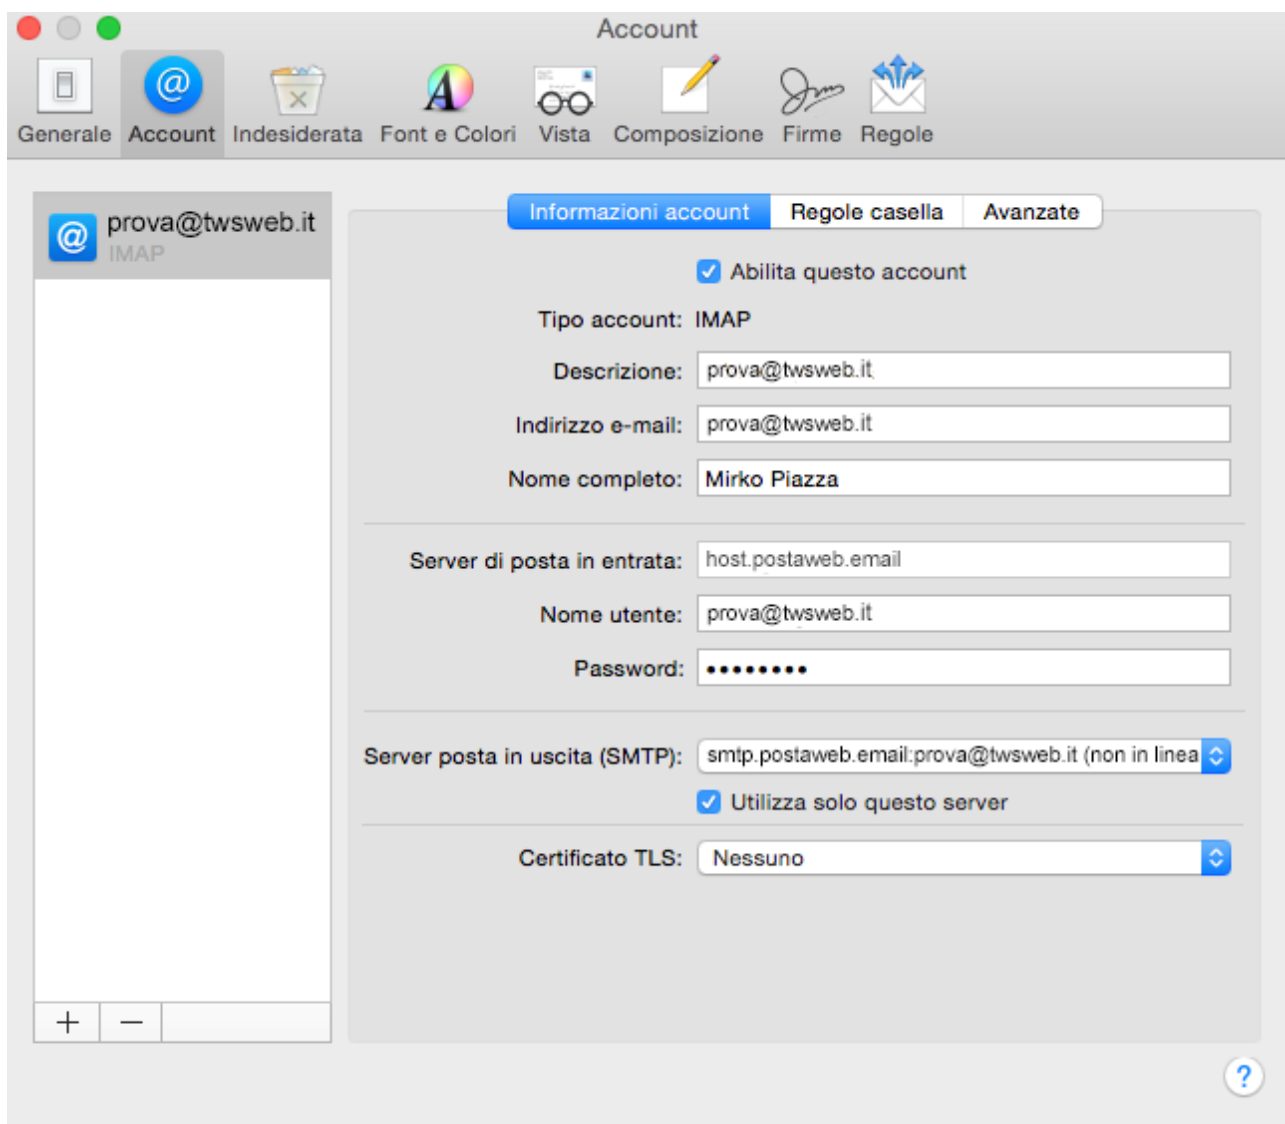 Account
Generale Account Indesiderata Font e Colori Vista Composizione Firme Regole
prova@twsweb.it
IMAP
Informazioni account Regole casella Avanzate
Abilita questo account
Tipo account: IMAP
Descrizione: prova@twsweb.it
Indirizzo e-mail: prova@twsweb.it
Nome completo: Mirko Piazza
Server di posta in entrata: host.postaweb.email
Nome utente: prova@twsweb.it
Password: ••••••••
Server posta in uscita (SMTP): smtp.postaweb.email:prova@twsweb.it (non in linea
Utilizza solo questo server
Certificato TLS: Nessuno
+ −
?